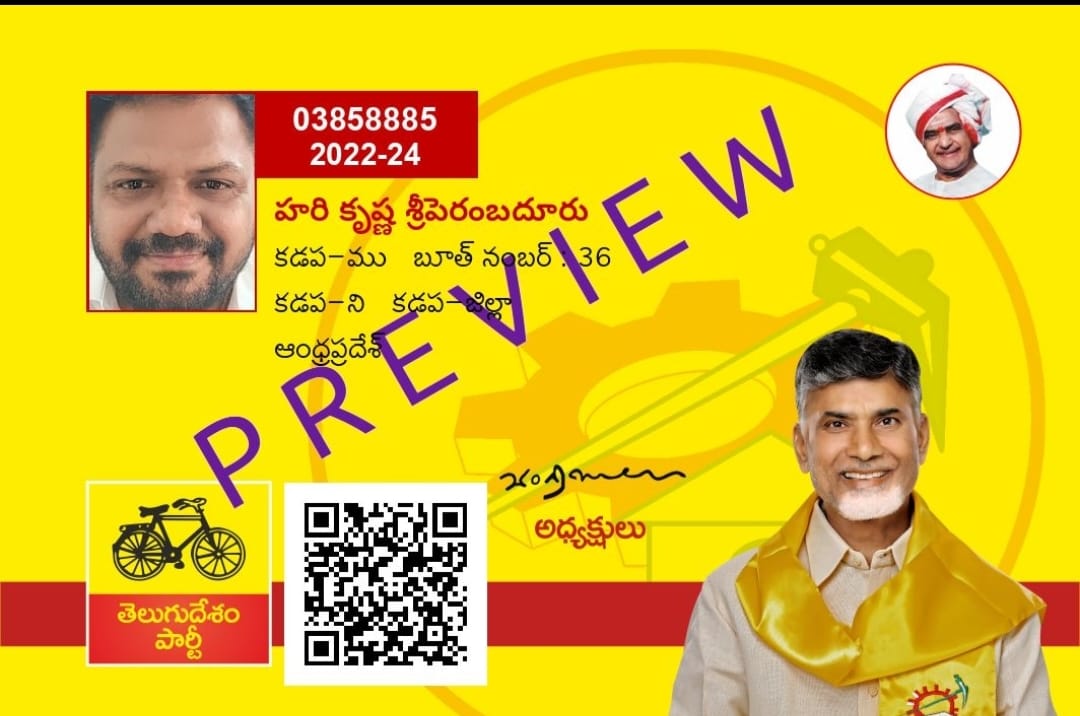 03858885
2022-24
హరి కృష్ణ శ్రీపెరంబదూరు
కడప-ము బూత్ నంబర్ : 36
కడప-ని కడప-జిల్లా
ఆంధ్రప్రదేశ్
PREVIEW
అధ్యక్షులు
తెలుగుదేశం
పార్టీ